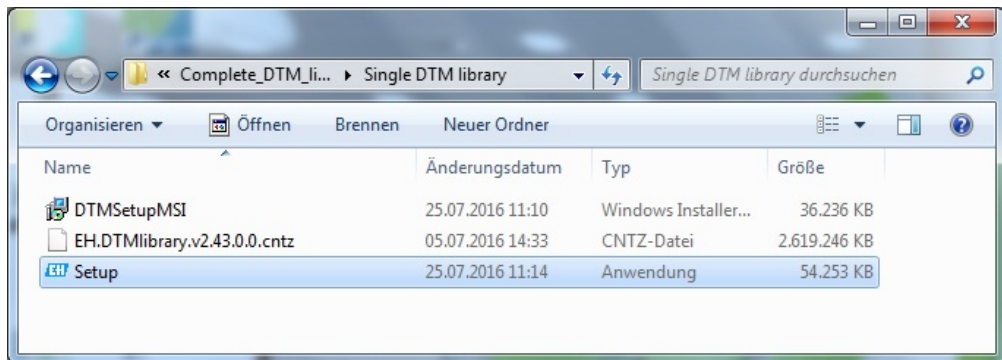 « Complete_DTM_li... ▸ Single DTM library Single DTM library durchsuchen
Organisieren Öffnen Brennen Neuer Ordner
Name Änderungsdatum Typ Größe
DTMSetupMSI 25.07.2016 11:10 Windows Installer... 36.236 KB
EH.DTMlibrary.v2.43.0.0.cntz 05.07.2016 14:33 CNTZ-Datei 2.619.246 KB
EH Setup 25.07.2016 11:14 Anwendung 54.253 KB